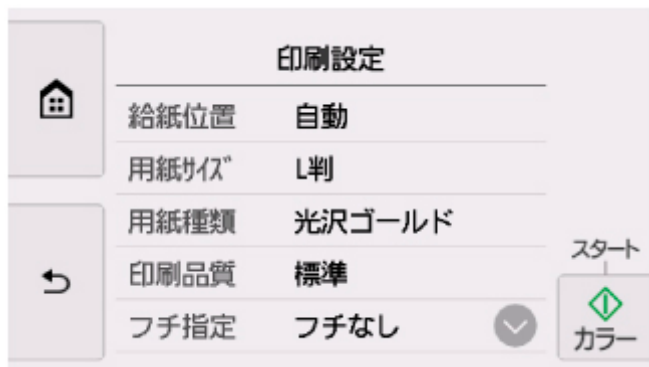 印刷設定
給紙位置 自動
用紙サイズ L判
用紙種類 光沢ゴールド
印刷品質 標準
フチ指定 フチなし
スタート
カラー